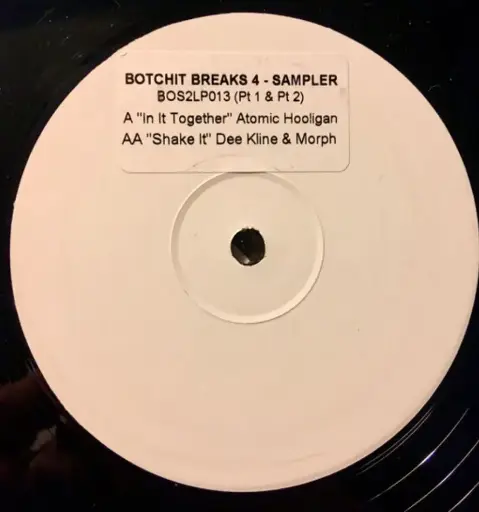 BOTCHIT BREAKS 4 - SAMPLER
BOS2LP013 (Pt 1 & Pt 2)
A "In It Together" Atomic Hooligan
AA "Shake It" Dee Kline & Morph